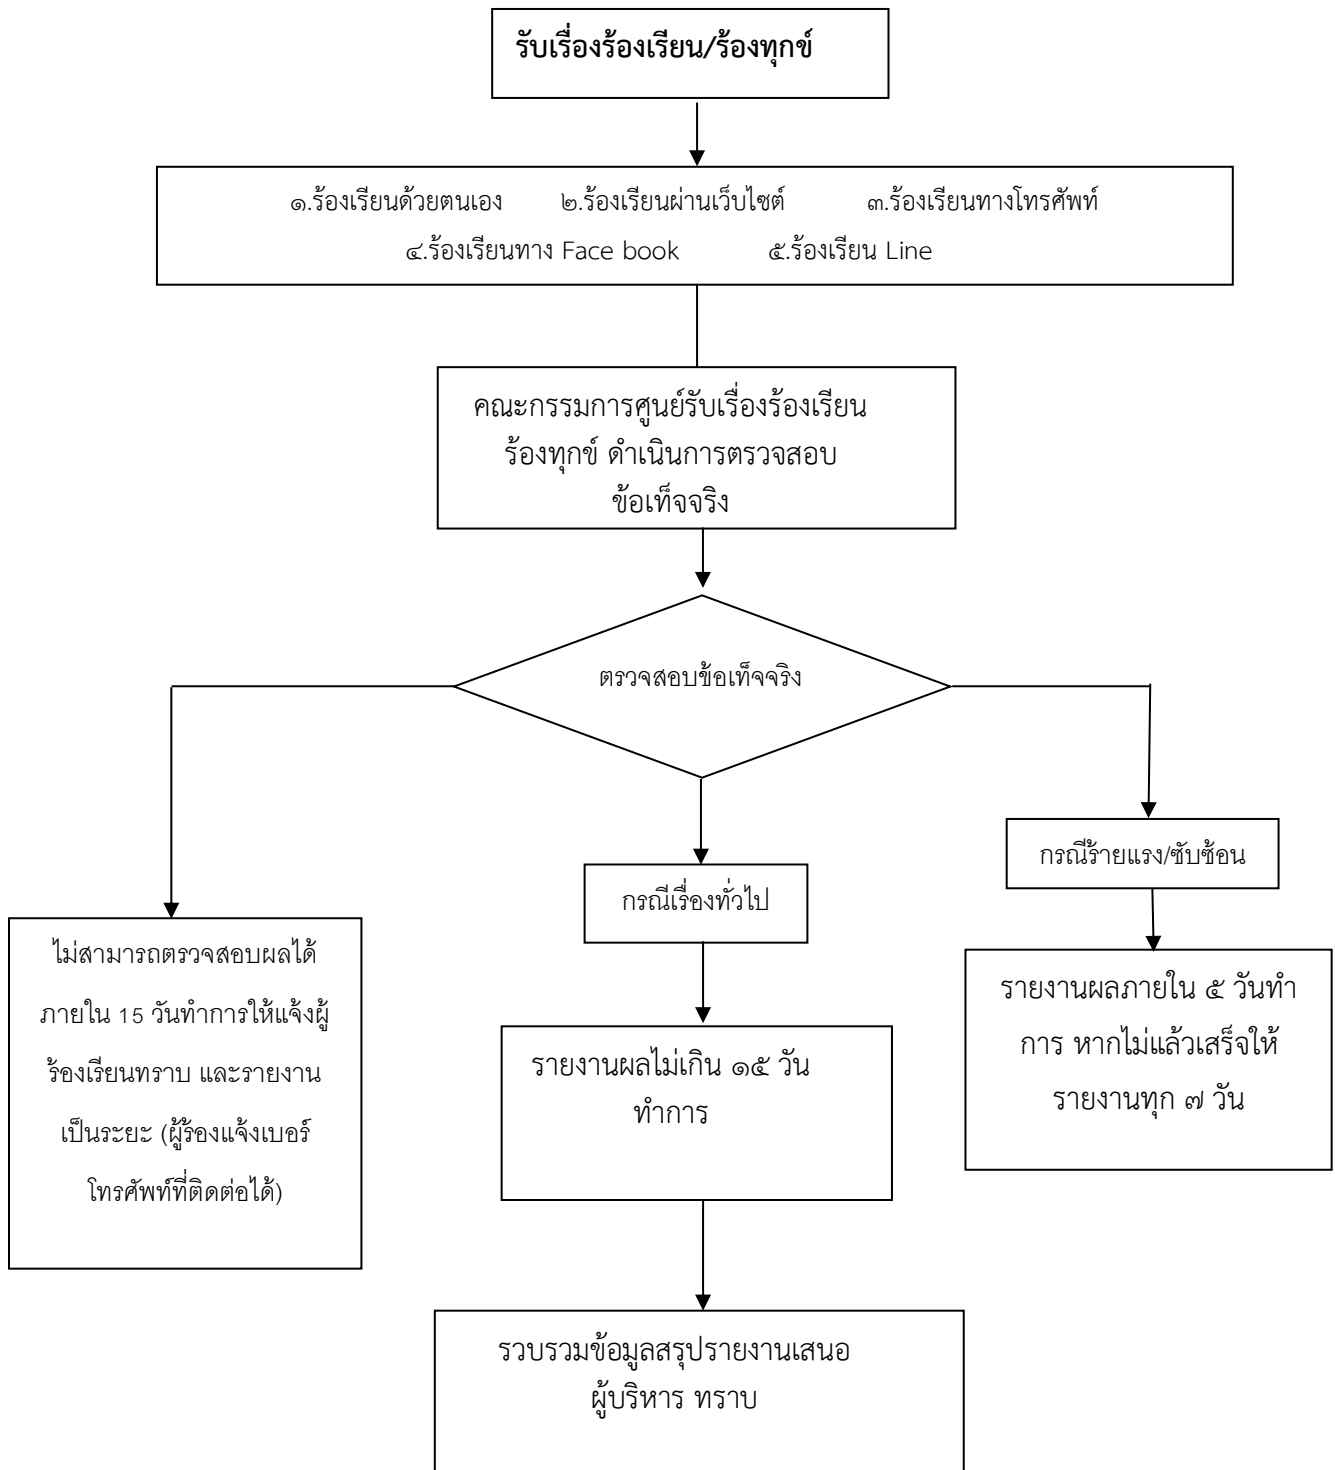 รับเรื่องร้องเรียน/ร้องทุกข์
๑.ร้องเรียนด้วยตนเอง ๒.ร้องเรียนผ่านเว็บไซต์ ๓.ร้องเรียนทางโทรศัพท์
๔.ร้องเรียนทาง Face book ๕.ร้องเรียน Line
คณะกรรมการศูนย์รับเรื่องร้องเรียน
ร้องทุกข์ ดำเนินการตรวจสอบ
ข้อเท็จจริง
ตรวจสอบข้อเท็จจริง
ไม่สามารถตรวจสอบผลได้
ภายใน 15 วันทำการให้แจ้งผู้
ร้องเรียนทราบ และรายงาน
เป็นระยะ (ผู้ร้องแจ้งเบอร์
โทรศัพท์ที่ติดต่อได้)
กรณีเรื่องทั่วไป
รายงานผลไม่เกิน ๑๕ วัน
ทำการ
กรณีร้ายแรง/ซับซ้อน
รายงานผลภายใน ๕ วันทำ
การ หากไม่แล้วเสร็จให้
รายงานทุก ๗ วัน
รวบรวมข้อมูลสรุปรายงานเสนอ
ผู้บริหาร ทราบ